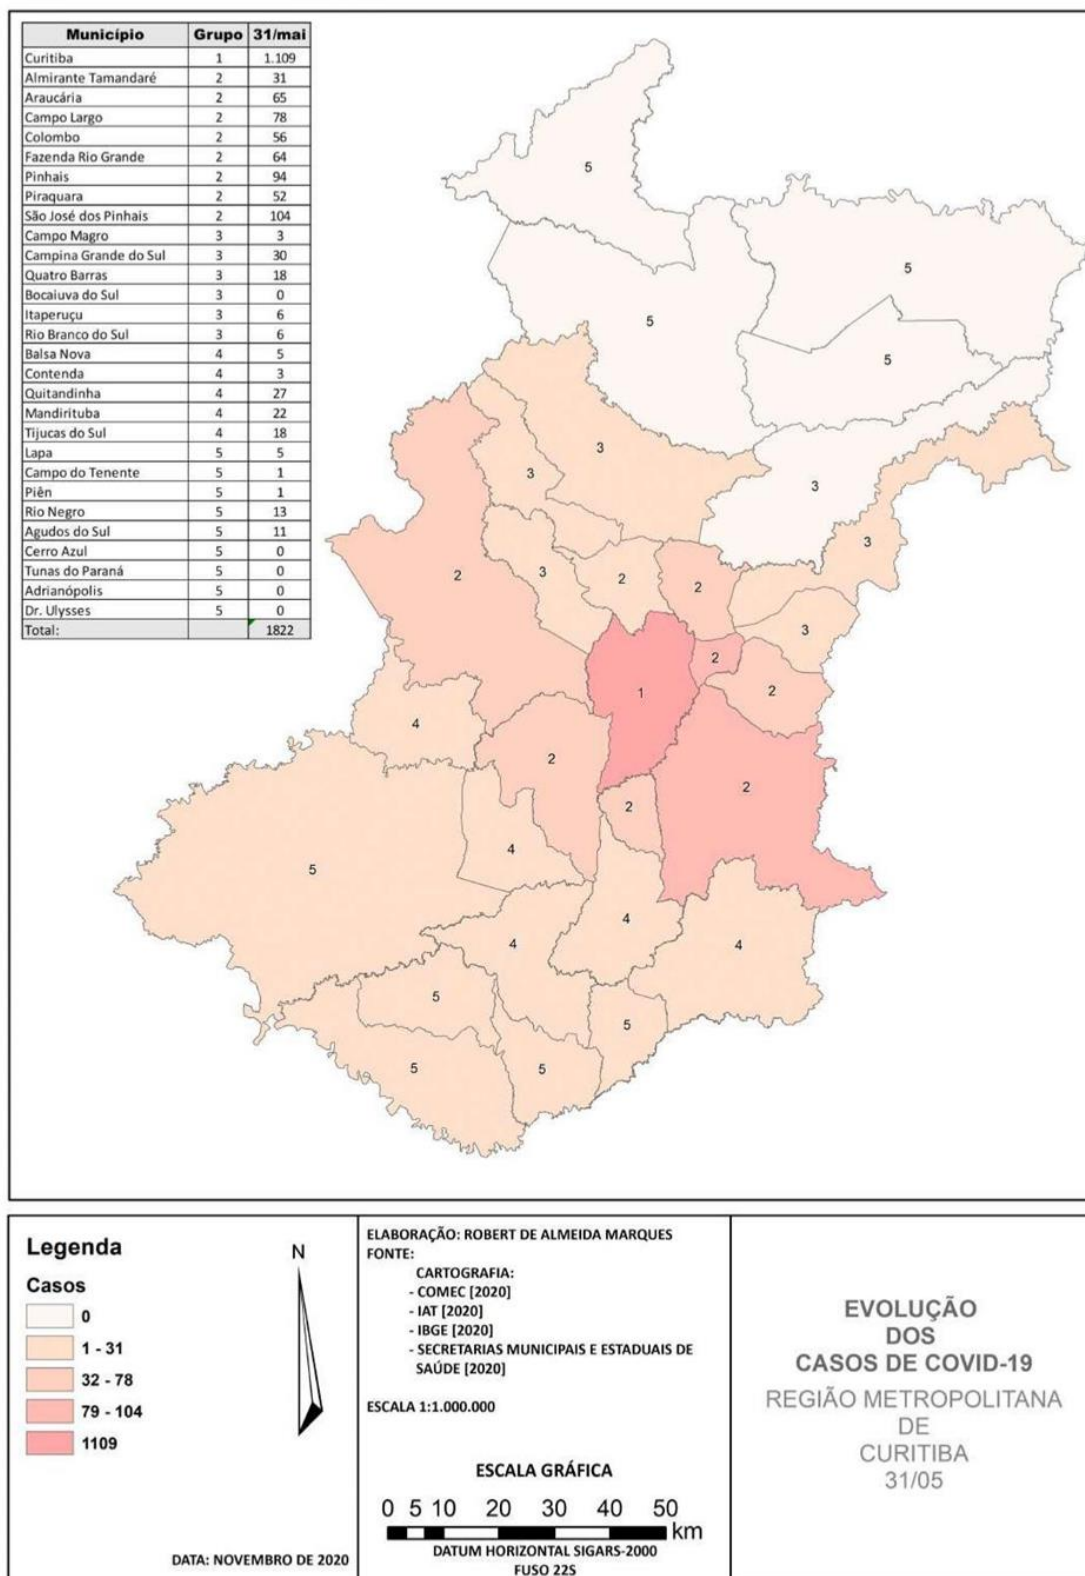 Município Grupo 31/mai
Curitiba 1 1.109
Almirante Tamandaré 2 31
Araucária 2 65
Campo Largo 2 78
Colombo 2 56
Fazenda Rio Grande 2 64
Pinhais 2 94
Piraquara 2 52
São José dos Pinhais 2 104
Campo Magro 3 3
Campina Grande do Sul 3 30
Quatro Barras 3 18
Bocaiuva do Sul 3 0
Itaperuçu 3 6
Rio Branco do Sul 3 6
Balsa Nova 4 5
Contenda 4 3
Quitandinha 4 27
Mandirituba 4 22
Tijucas do Sul 4 18
Lapa 5 5
Campo do Tenente 5 1
Piên 5 1
Rio Negro 5 13
Agudos do Sul 5 11
Cerro Azul 5 0
Tunas do Paraná 5 0
Adrianópolis 5 0
Dr. Ulysses 5 0
Total: 1822
5
5
5
5
3
3
3
3
2
3
2
2
3
2
2
1
4
2
2
2
4
5
4
4
4
5
5
5
5
Legenda
Casos
0
1 - 31
32 - 78
79 - 104
1109
N
DATA: NOVEMBRO DE 2020
ELABORAÇÃO: ROBERT DE ALMEIDA MARQUES
FONTE:
CARTOGRAFIA:
- COMEC [2020]
- IAT [2020]
- IBGE [2020]
- SECRETARIAS MUNICIPAIS E ESTADUAIS DE
SAÚDE [2020]
ESCALA 1:1.000.000
ESCALA GRÁFICA
0 5 10 20 30 40 50
km
DATUM HORIZONTAL SIGARS-2000
FUSO 22S
EVOLUÇÃO
DOS
CASOS DE COVID-19
REGIÃO METROPOLITANA
DE
CURITIBA
31/05